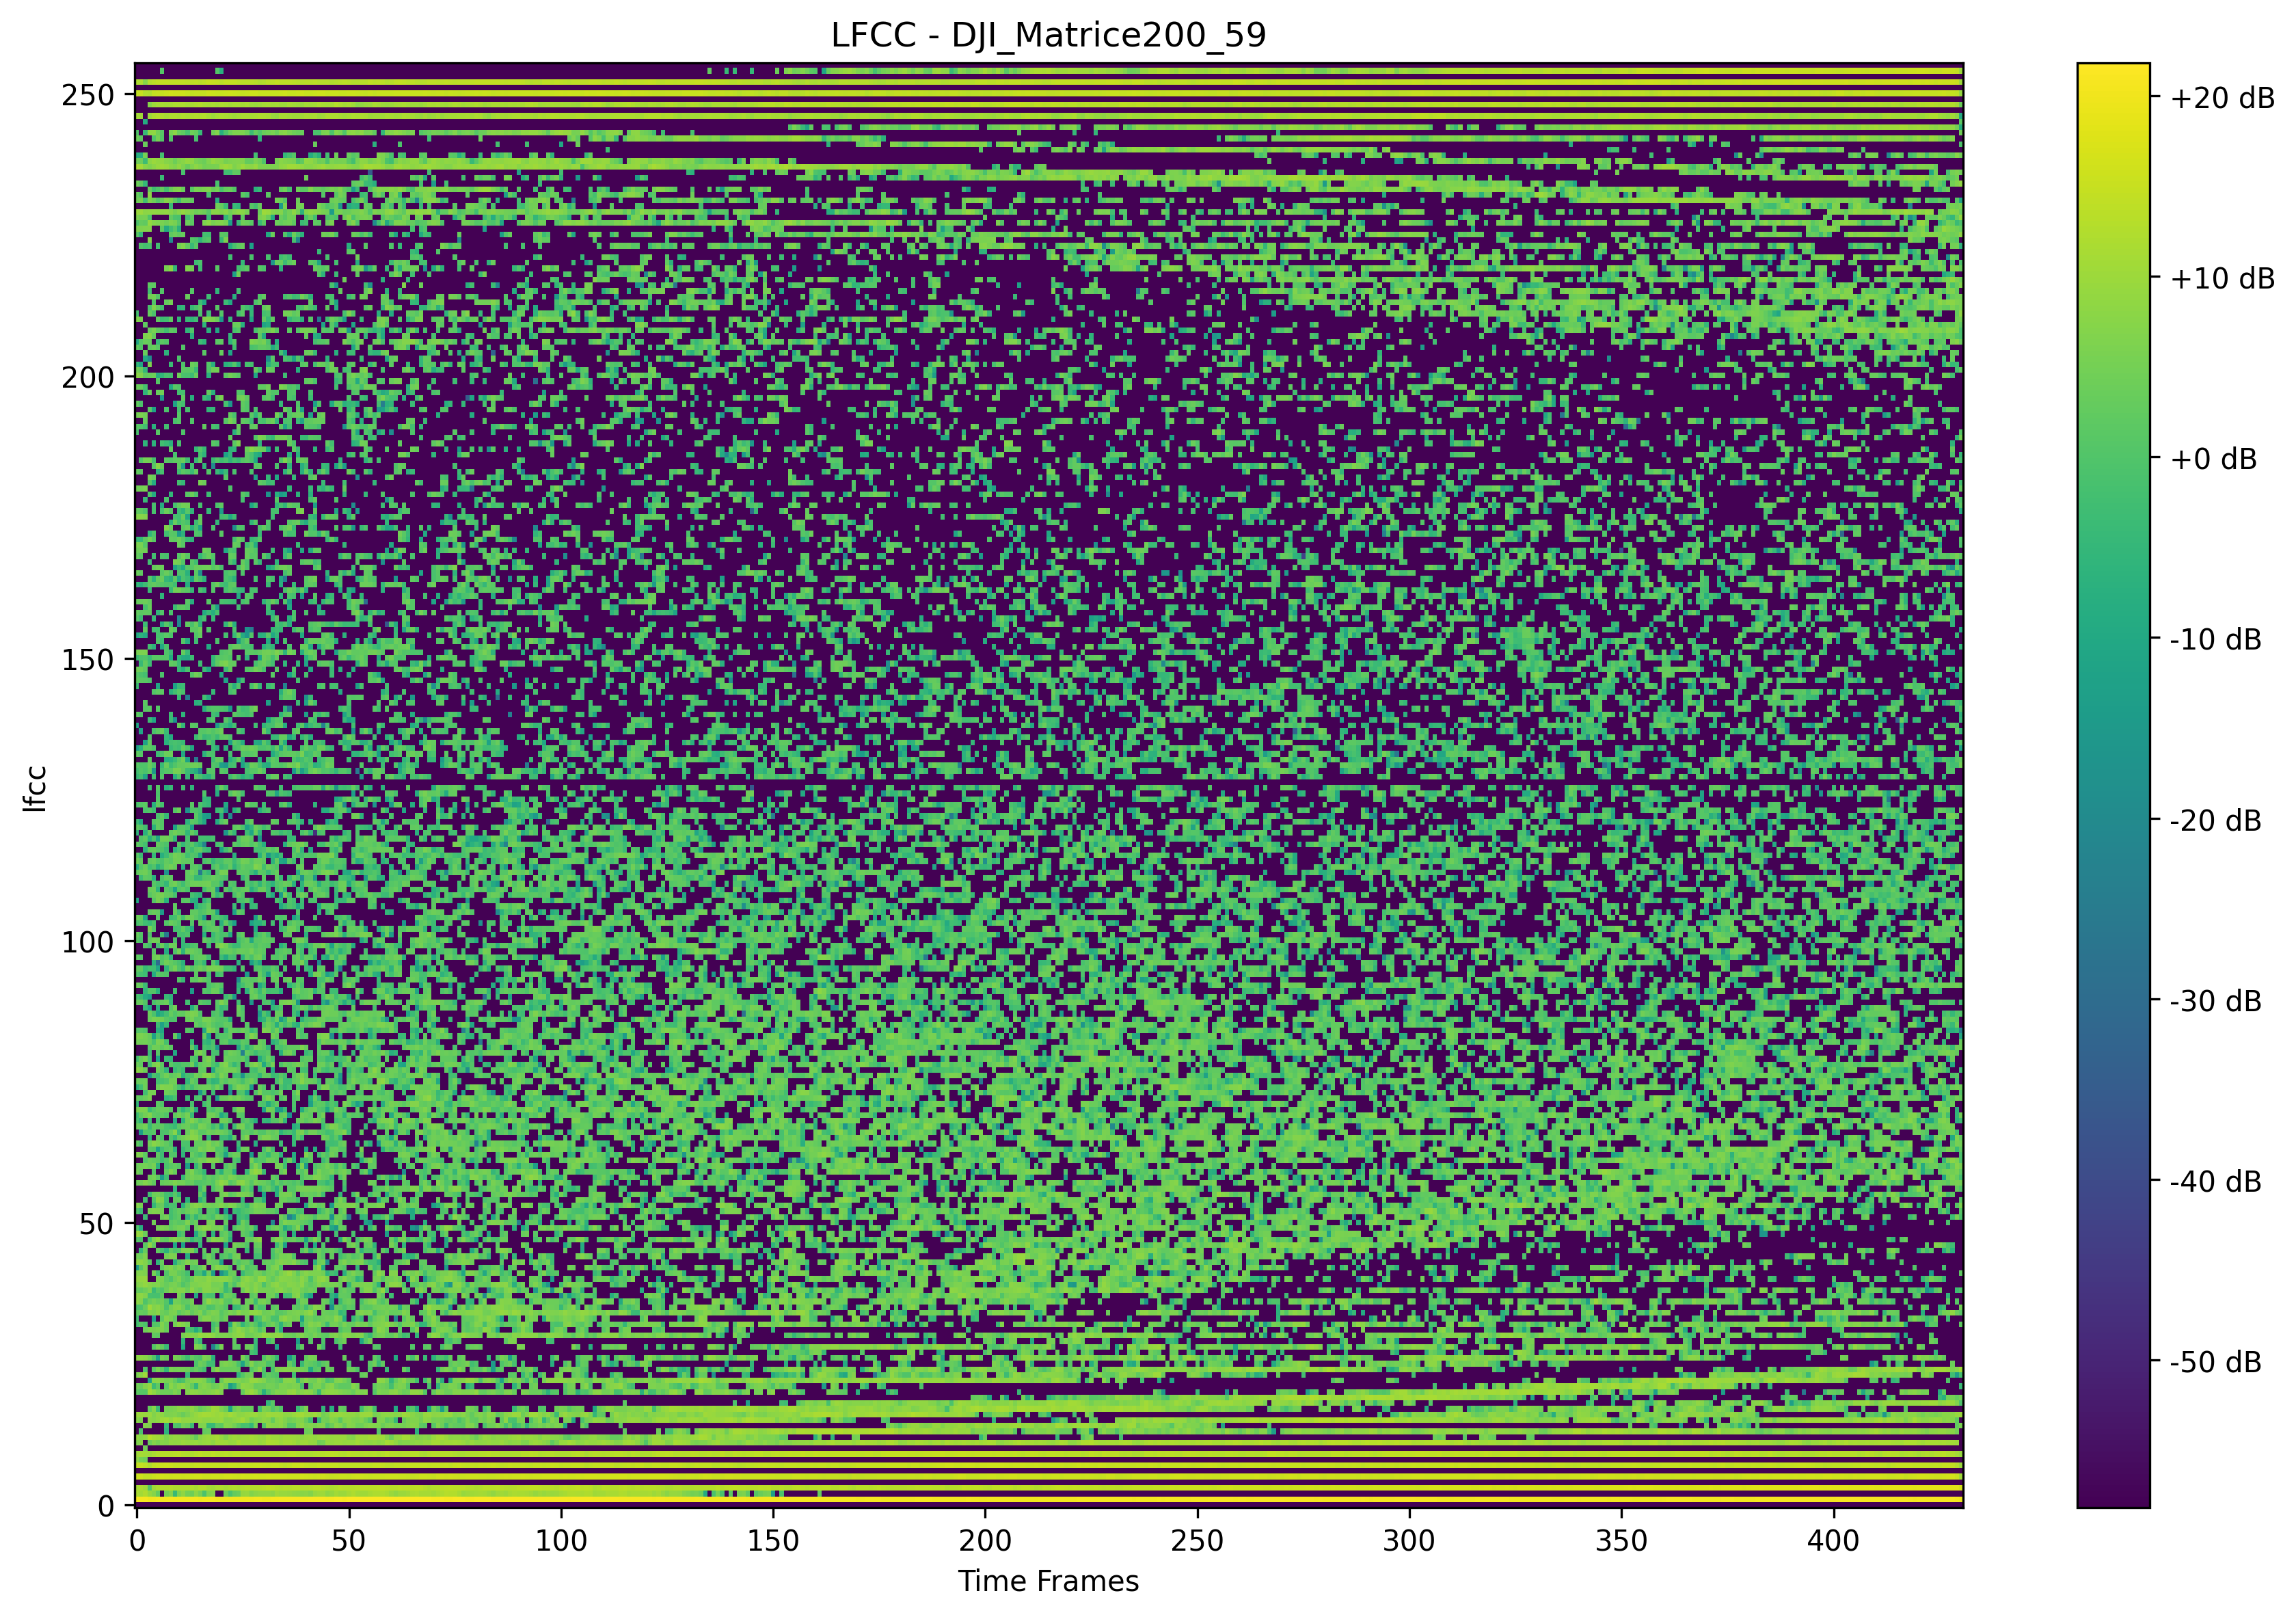 LFCC - DJI_Matrice200_59
250
200
150
100
50
0
lfcc
0 50 100 150 200 250 300 350 400
Time Frames
+20 dB
+10 dB
+0 dB
-10 dB
-20 dB
-30 dB
-40 dB
-50 dB